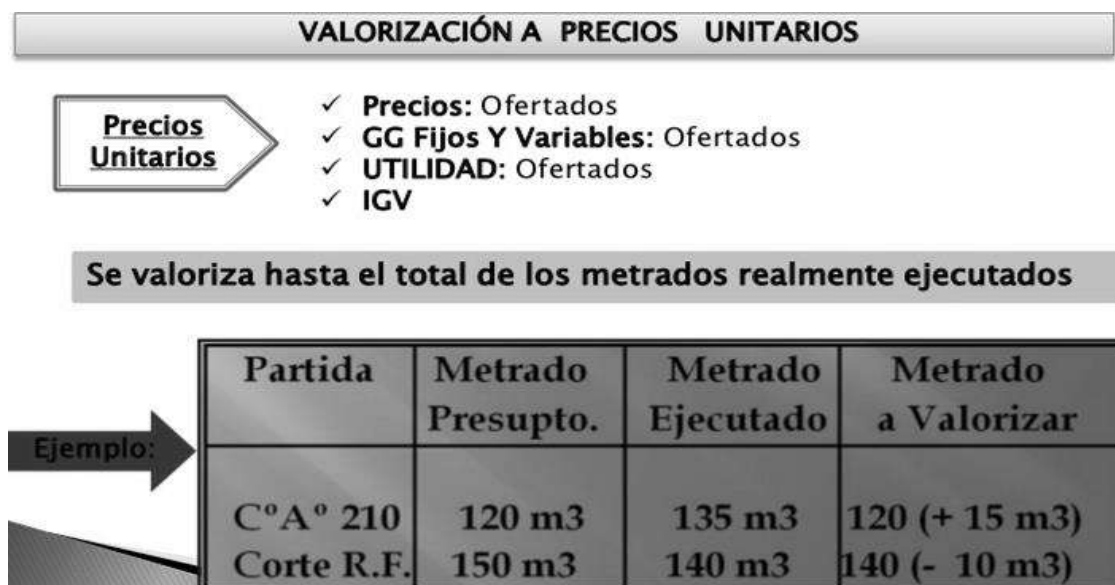 VALORIZACIÓN A PRECIOS UNITARIOS
Precios
Unitarios
✓ Precios: Ofertados
✓ GG Fijos Y Variables: Ofertados
✓ UTILIDAD: Ofertados
✓ IGV
Se valoriza hasta el total de los metrados realmente ejecutados
Ejemplo:
Partida Metrado Metrado Metrado
Presupto. Ejecutado a Valorizar
CºAº 210 120 m3 135 m3 120 (+ 15 m3)
Corte R.F. 150 m3 140 m3 140 (- 10 m3)